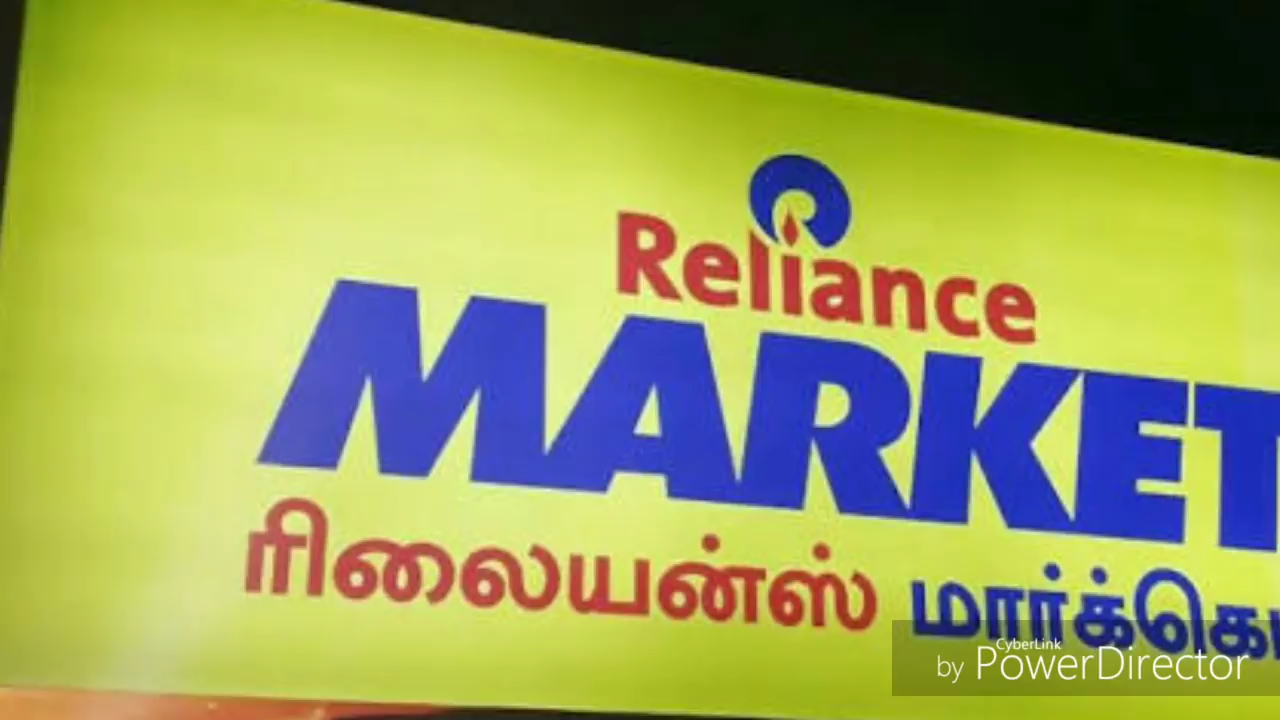 Reliance
MARKET
ரிலையன்ஸ்
CyberLink
by PowerDirector